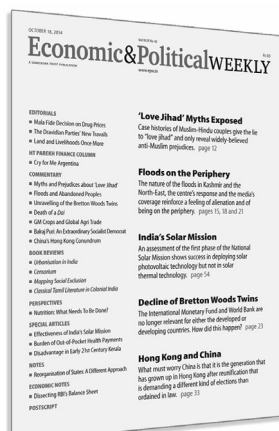 OCTOBER 18, 2014
Economic&PoliticalWEEKLY
A SAMEEKSHA TRUST PUBLICATION
www.epw.in
EDITORIALS
■ Mala Fide Decision on Drug Prices
■ The Dravidian Parties' New Travails
■ Land and Livelihoods Once More
HT PAREKH FINANCE COLUMN
■ Cry for Me Argentina
COMMENTARY
■ Myths and Prejudices about 'Love Jihad'
■ Floods and Abandoned Peoples
■ Unravelling of the Bretton Woods Twins
■ Death of a Dai
■ GM Crops and Global Agri Trade
■ Balraj Puri: An Extraordinary Socialist Democrat
■ China's Hong Kong Conundrum
BOOK REVIEWS
■ Urbanisation in India
■ Censorium
■ Mapping Social Exclusion
■ Classical Tamil Literature in Colonial India
PERSPECTIVES
■ Nutrition: What Needs To Be Done?
SPECIAL ARTICLES
■ Effectiveness of India's Solar Mission
■ Burden of Out-of-Pocket Health Payments
■ Disadvantage in Early 21st Century Kerala
NOTES
■ Reorganisation of States: A Different Approach
ECONOMIC NOTES
■ Dissecting RBI's Balance Sheet
POSTSCRIPT
'Love Jihad' Myths Exposed
Case histories of Muslim-Hindu couples give the lie
to "love jihad" and only reveal widely-believed
anti-Muslim prejudices. page 12
Floods on the Periphery
The nature of the floods in Kashmir and the
North-East, the centre's response and the media's
coverage reinforce a feeling of alienation and of
being on the periphery. pages 15, 18 and 21
India's Solar Mission
An assessment of the first phase of the National
Solar Mission shows success in deploying solar
photovoltaic technology but not in solar
thermal technology. page 54
Decline of Bretton Woods Twins
The International Monetary Fund and World Bank are
no longer relevant for either the developed or
developing countries. How did this happen? page 23
Hong Kong and China
What must worry China is that it is the generation that
has grown up in Hong Kong after reunification that
is demanding a different kind of elections than
ordained in law. page 33